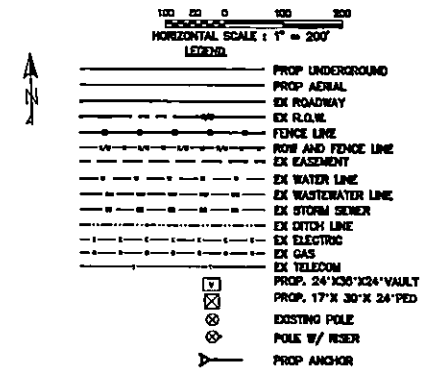 100 50 0 100 200
HORIZONTAL SCALE : 1" = 200'
LEGEND
N
PROP UNDERGROUND
PROP AERIAL
EX ROADWAY
EX R.O.W.
FENCE LINE
ROW AND FENCE LINE
EX EASEMENT
EX WATER LINE
EX WASTEWATER LINE
EX STORM SEWER
EX DITCH LINE
EX ELECTRIC
EX GAS
EX TELECOM
V PROP. 24"X36"X24"VAULT
PROP. 17"X 30"X 24"PED
EXISTING POLE
POLE W/ RISER
PROP ANCHOR